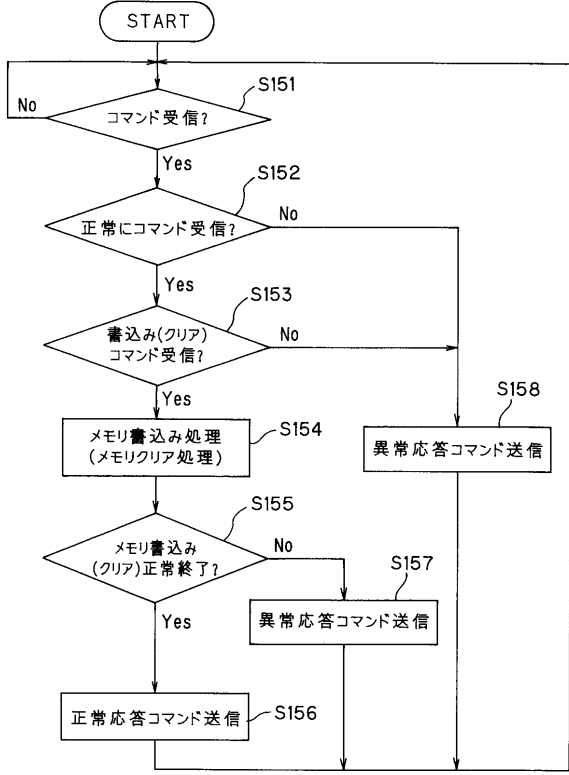 START
S151
No
コマンド受信?
Yes
S152
正常にコマンド受信?
No
Yes
S153
書込み(クリア)
コマンド受信?
No
Yes
S154
メモリ書込み処理
(メモリクリア処理)
S158
異常応答コマンド送信
S155
メモリ書込み
(クリア)正常終了?
No
S157
異常応答コマンド送信
Yes
正常応答コマンド送信
S156